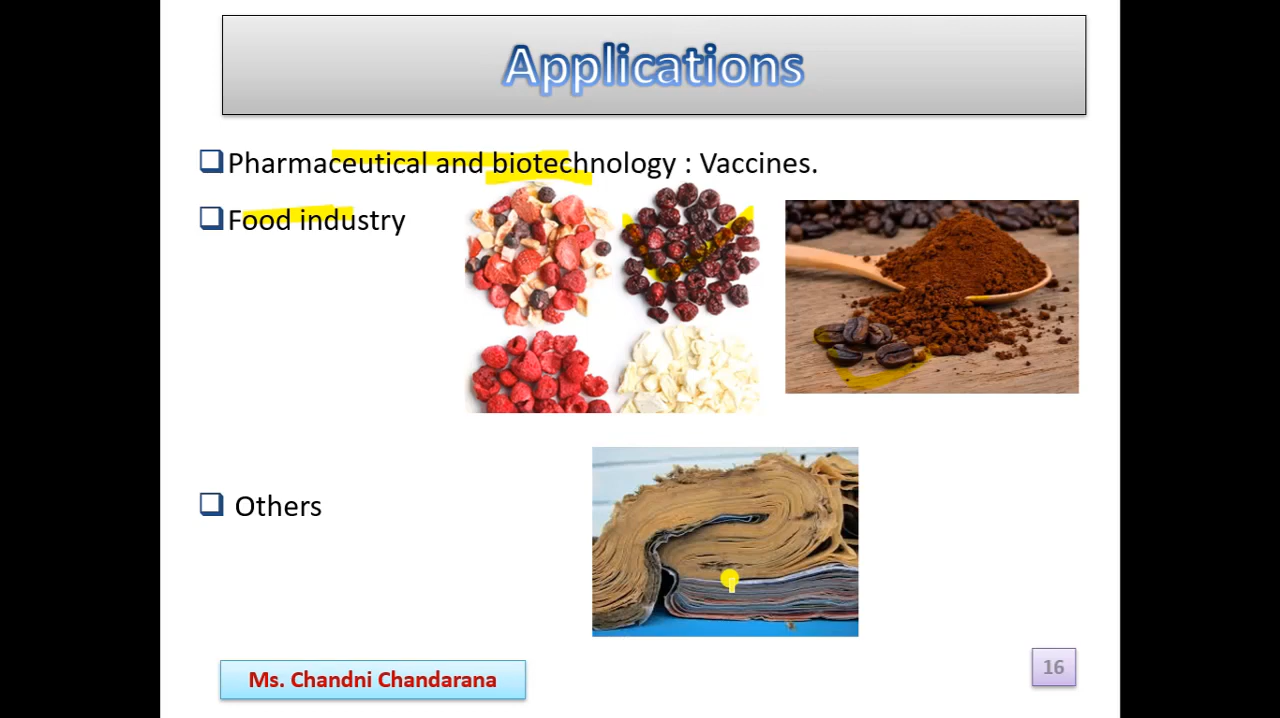 Applications
Pharmaceutical and biotechnology : Vaccines.
Food industry
Others
Ms. Chandni Chandarana
16